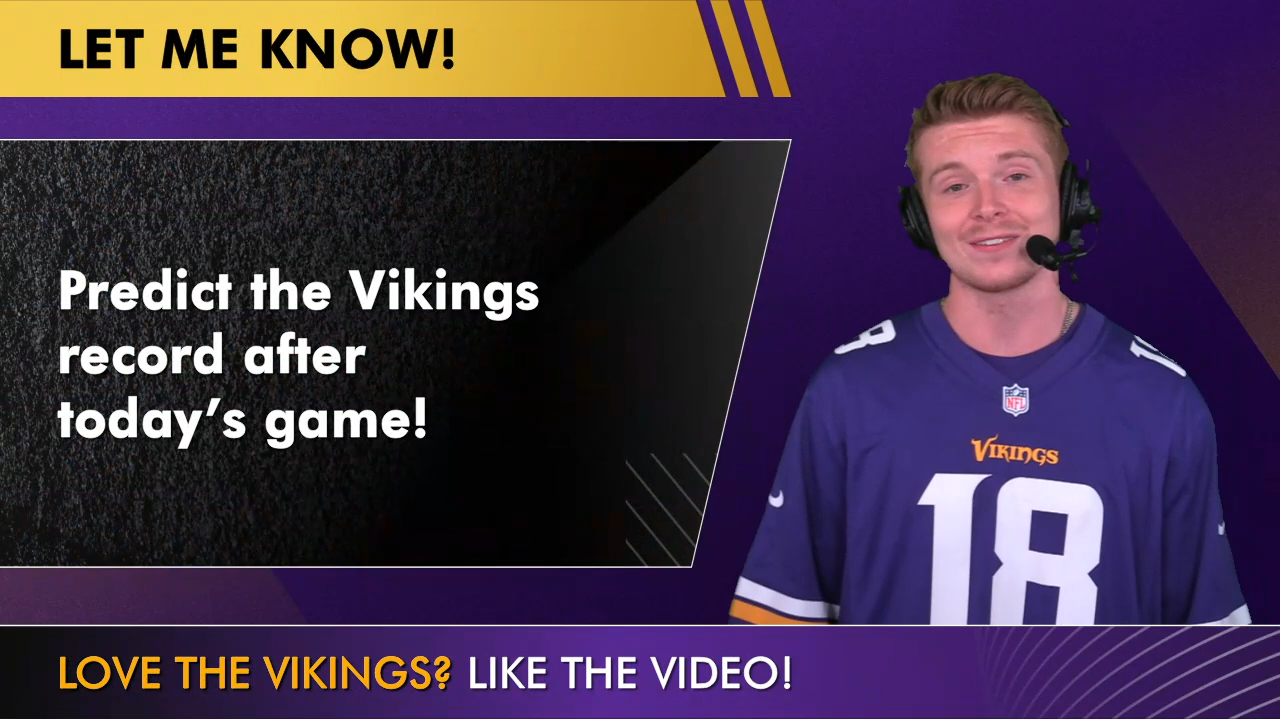 LET ME KNOW!
Predict the Vikings
record after
today's game!
18
18
NFL
VIKINGS
18
LOVE THE VIKINGS? LIKE THE VIDEO!